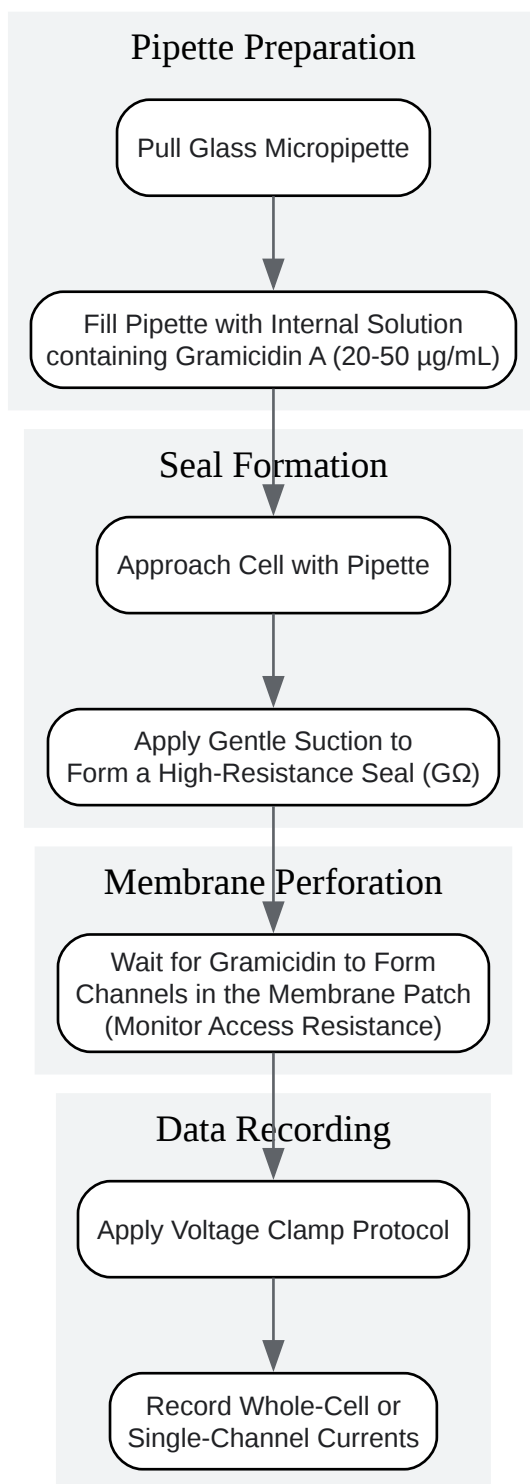 Pipette Preparation
Pull Glass Micropipette
Fill Pipette with Internal Solution
containing Gramicidin A (20-50 µg/mL)
Seal Formation
Approach Cell with Pipette
Apply Gentle Suction to
Form a High-Resistance Seal (GΩ)
Membrane Perforation
Wait for Gramicidin to Form
Channels in the Membrane Patch
(Monitor Access Resistance)
Data Recording
Apply Voltage Clamp Protocol
Record Whole-Cell or
Single-Channel Currents